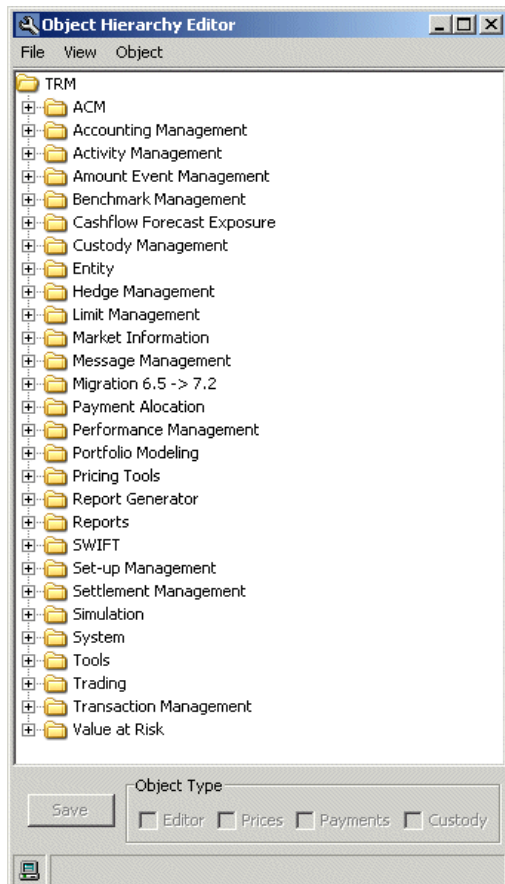 Object Hierarchy Editor
File View Object
TRM
ACM
Accounting Management
Activity Management
Amount Event Management
Benchmark Management
Cashflow Forecast Exposure
Custody Management
Entity
Hedge Management
Limit Management
Market Information
Message Management
Migration 6.5 -> 7.2
Payment Alocation
Performance Management
Portfolio Modeling
Pricing Tools
Report Generator
Reports
SWIFT
Set-up Management
Settlement Management
Simulation
System
Tools
Trading
Transaction Management
Value at Risk
Object Type
Save
Editor Prices Payments Custody